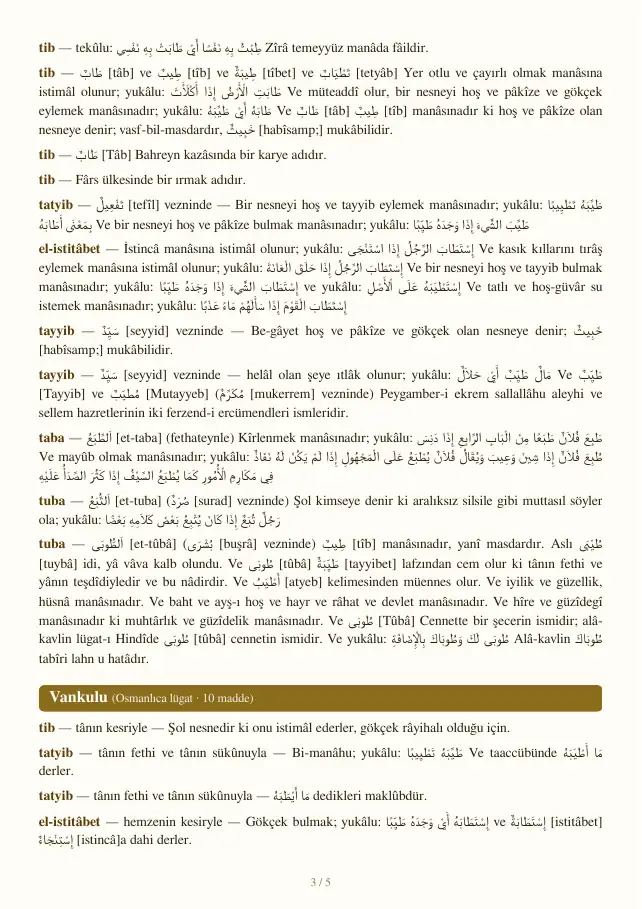 tib — tekûlu: طِبْتُ بِهِ نَفْسًا أَيْ طَابَتْ بِهِ نَفْسِي Zîrâ temeyyüz manâda fâildir.
tib — طَابٌ [tâb] ve طِيبٌ [tîb] ve طِيبَةٌ [tîbet] ve تَطْيَابٌ [tetyâb] Yer otlu ve çayırlı olmak manâsına
istimâl olunur; yukâlu: طَابَتِ الْأَرْضُ إِذَا أَكْلَأَتْ Ve müteaddî olur, bir nesneyi hoş ve pâkîze ve gökçek
eylemek manâsınadır; yukâlu: طَابَهُ أَيْ طَيَّبَهُ Ve طَابٌ [tâb] طِيبٌ [tîb] manâsınadır ki hoş ve pâkîze olan
nesneye denir; vasf-bil-masdardır, خَبِيثٌ [habîsamp;] mukâbilidir.
tib — طَابٌ [Tâb] Bahreyn kazâsında bir karye adıdır.
tib — Fârs ülkesinde bir ırmak adıdır.
tatyib — تَفْعِيلٌ [tefîl] vezninde — Bir nesneyi hoş ve tayyib eylemek manâsınadır; yukâlu: طَيَّبَهُ تَطْيِيبًا
بِمَعْنَى أَطَابَهُ Ve bir nesneyi hoş ve pâkîze bulmak manâsınadır; yukâlu: طَيَّبَ الشَّيْءَ إِذَا وَجَدَهُ طَيِّبًا
el-istitâbet — İstincâ manâsına istimâl olunur; yukâlu: إِسْتَطَابَ الرَّجُلُ إِذَا اسْتَنْجَى Ve kasık kıllarını tırâş
eylemek manâsına istimâl olunur; yukâlu: إِسْتَطَابَ الرَّجُلُ إِذَا حَلَقَ الْعَانَةَ Ve bir nesneyi hoş ve tayyib bulmak
manâsınadır; yukâlu: إِسْتَطَابَ الشَّيْءَ إِذَا وَجَدَهُ طَيِّبًا ve yukâlu: إِسْتَطْيَبَهُ عَلَى الْأَصْلِ Ve tatlı ve hoş-güvâr su
istemek manâsınadır; yukâlu: إِسْتَطَابَ الْقَوْمَ إِذَا سَأَلَهُمْ مَاءً عَذْبًا
tayyib — سَيِّدٌ [seyyid] vezninde — Be-gâyet hoş ve pâkîze ve gökçek olan nesneye denir; خَبِيثٌ
[habîsamp;] mukâbilidir.
tayyib — سَيِّدٌ [seyyid] vezninde — helâl olan şeye ıtlâk olunur; yukâlu: مَالٌ طَيِّبٌ أَيْ حَلَالٌ Ve طَيِّبٌ
[Tayyib] ve مُطَيَّبٌ [Mutayyeb] (مُكَرَّمٌ [mukerrem] vezninde) Peygamber-i ekrem sallallâhu aleyhi ve
sellem hazretlerinin iki ferzend-i ercümendleri ismleridir.
taba — اَلطَّبَعُ [et-taba] (fethateynle) Kîrlenmek manâsınadır; yukâlu: طَبِعَ فُلاَنٌ طَبَعًا مِنَ الْبَابِ الرَّابِعِ إِذَا دَنِسَ
Ve mayûb olmak manâsınadır; yukâlu: طُبِعَ فُلاَنٌ إِذَا شِينَ وَعِيبَ وَيُقَالُ فُلاَنٌ يُطْبَعُ عَلَى الْمَجْهُولِ إِذَا لَمْ يَكُنْ لَهُ نَفَاذٌ
فِي مَكَارِمِ الْأُمُورِ كَمَا يُطْبَعُ السَّيْفُ إِذَا كَثُرَ الصَّدَأُ عَلَيْهِ
tuba — اَلتُّبَعُ [et-tuba] (صُرَدٌ [surad] vezninde) Şol kimseye denir ki aralıksız silsile gibi muttasıl söyler
ola; yukâlu: رَجُلٌ تُبَعٌ إِذَا كَانَ يُتْبِعُ بَعْضَ كَلاَمِهِ بَعْضًا
tuba — اَلطُّوبَى [et-tûbâ] (بُشْرَى [buşrâ] vezninde) طِيبٌ [tîb] manâsınadır, yanî masdardır. Aslı طُيْبَى
[tuybâ] idi, yâ vâva kalb olundu. Ve طُوبَى [tûbâ] طَيِّبَةٌ [tayyibet] lafzından cem olur ki tânın fethi ve
yânın teşdîdiyledir ve bu nâdirdir. Ve أَطْيَبُ [atyeb] kelimesinden müennes olur. Ve iyilik ve güzellik,
hüsnâ manâsınadır. Ve baht ve ayş-ı hoş ve hayr ve râhat ve devlet manâsınadır. Ve hîre ve güzîdegî
manâsınadır ki muhtârlık ve güzîdelik manâsınadır. Ve طُوبَى [Tûbâ] Cennette bir şecerin ismidir; alâ-
kavlin lügat-ı Hindîde طُوبَى [tûbâ] cennetin ismidir. Ve yukâlu: طُوبَى لَكَ وَطُوبَاكَ بِالْإِضَافَةِ Alâ-kavlin طُوبَاكَ
tabîri lahn u hatâdır.
Vankulu (Osmanlıca lügat · 10 madde)
tib — tânın kesriyle — Şol nesnedir ki onu istimâl ederler, gökçek râyihalı olduğu için.
tatyib — tânın fethi ve tânın sükûnuyla — Bi-manâhu; yukâlu: طَيَّبَهُ تَطْيِيبًا Ve taaccübünde مَا أَطْيَبَهُ
derler.
tatyib — tânın fethi ve tânın sükûnuyla — مَا أَيْطَبَهُ dedikleri maklûbdür.
el-istitâbet — hemzenin kesiryle — Gökçek bulmak; yukâlu: إِسْتَطَابَهُ أَيْ وَجَدَهُ طَيِّبًا ve إِسْتَطَابَةٌ [istitâbet]
إِسْتِنْجَاءٌ [istincâ]a dahi derler.
3 / 5